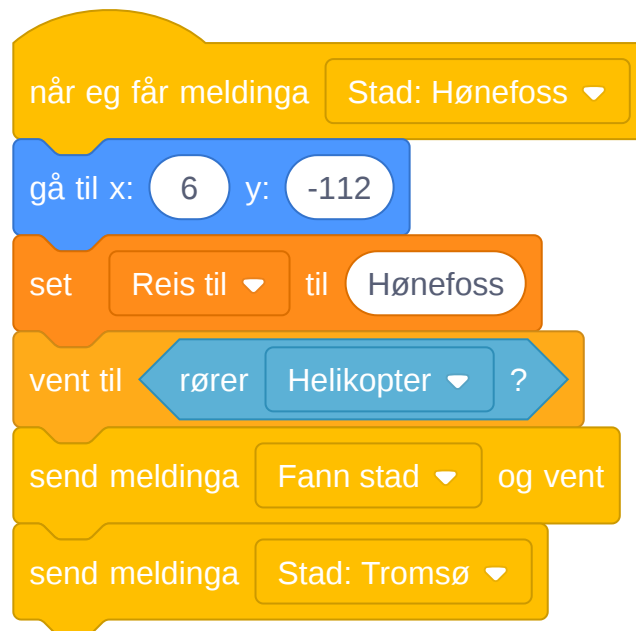 når eg får meldinga Stad: Hønefoss
gå til x: 6 y: -112
set Reis til til Hønefoss
vent til rører Helikopter ?
send meldinga Fann stad og vent
send meldinga Stad: Tromsø